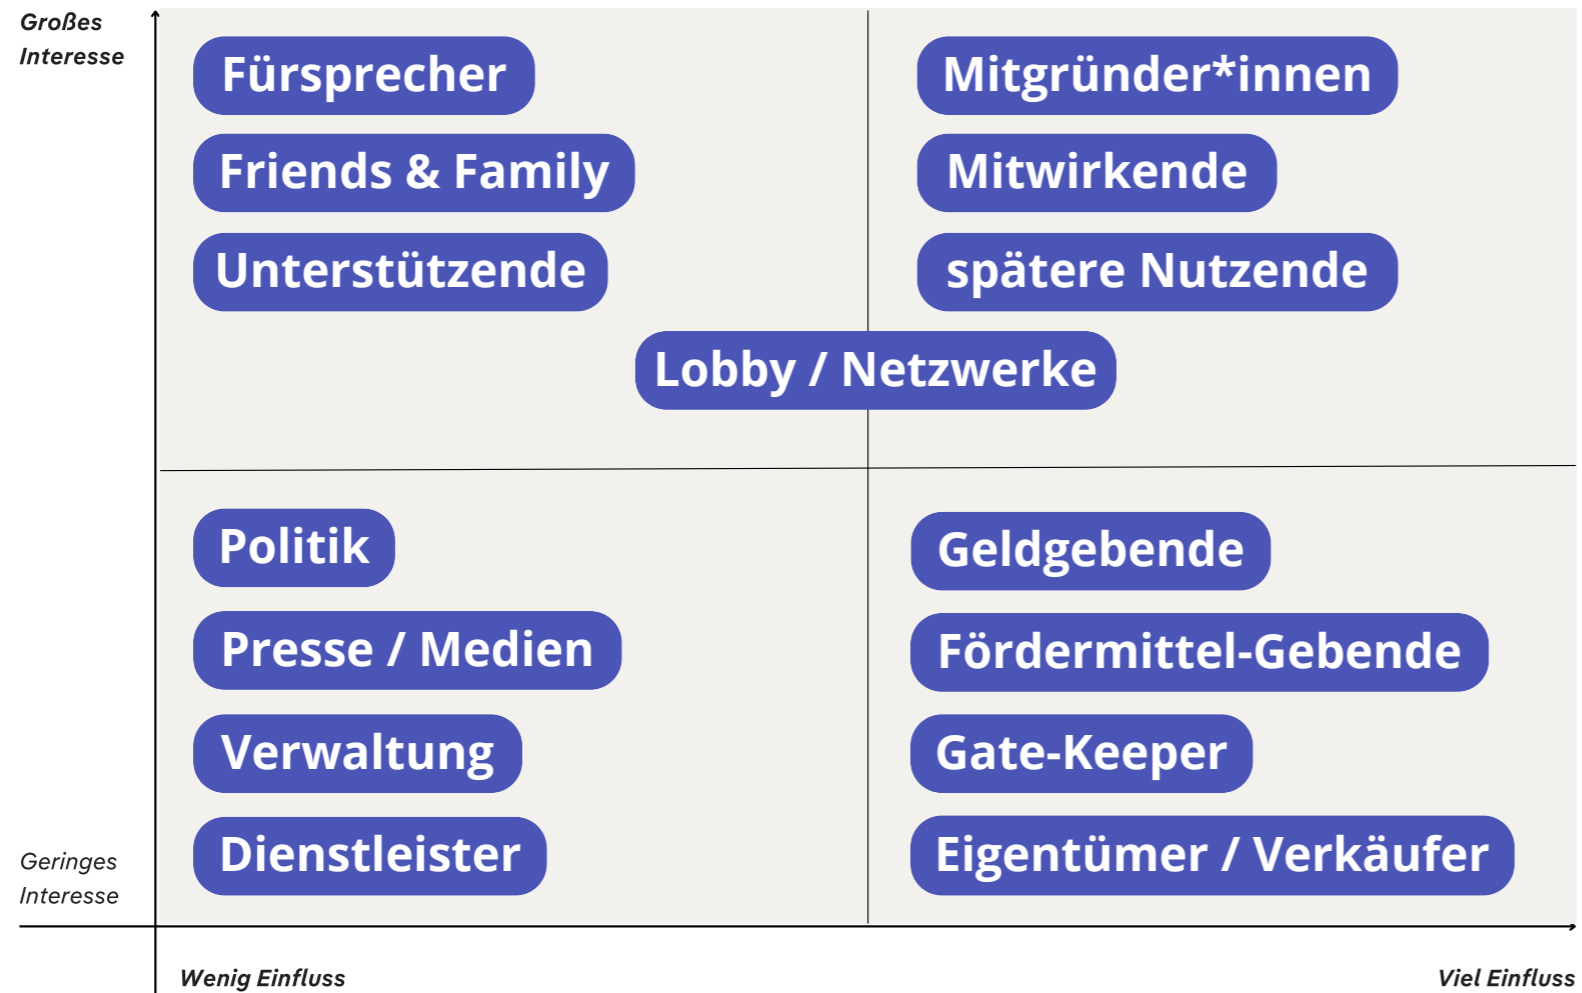 Großes
Interesse
Fürsprecher
Mitgründer*innen
Friends & Family
Mitwirkende
Unterstützende
spätere Nutzende
Lobby / Netzwerke
Politik
Geldgebende
Presse / Medien
Fördermittel-Gebende
Verwaltung
Gate-Keeper
Dienstleister
Eigentümer / Verkäufer
Geringes
Interesse
Wenig Einfluss
Viel Einfluss